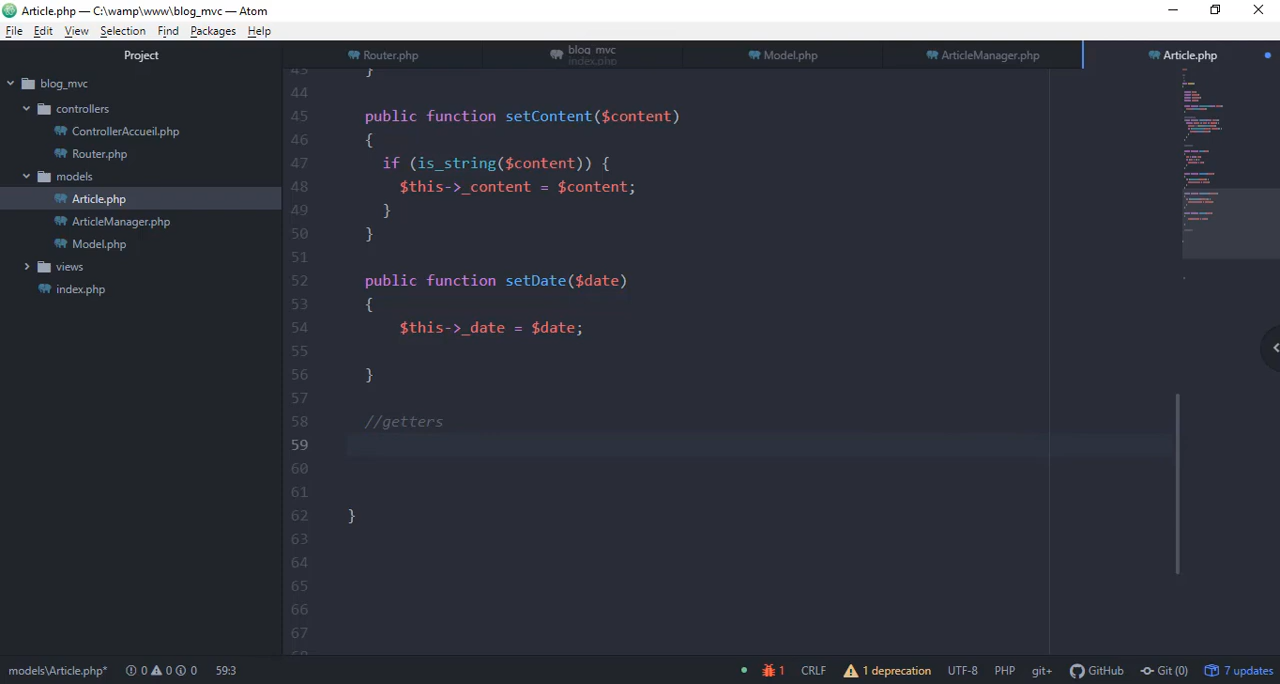 Article.php — C:\wamp\www\blog_mvc — Atom
File Edit View Selection Find Packages Help
Project
Router.php
blog_mvc
index.php
Model.php
ArticleManager.php
Article.php
blog_mvc
controllers
ControllerAccueil.php
Router.php
models
Article.php
ArticleManager.php
Model.php
views
index.php
43 }
44
45 public function setContent($content)
46 {
47 if (is_string($content)) {
48 $this->_content = $content;
49 }
50 }
51
52 public function setDate($date)
53 {
54 $this->_date = $date;
55
56 }
57
58 //getters
59
60
61
62 }
63
64
65
66
67
models\Article.php* 0 0 0 59:3 1 CRLF 1 deprecation UTF-8 PHP git+ GitHub Git (0) 7 updates